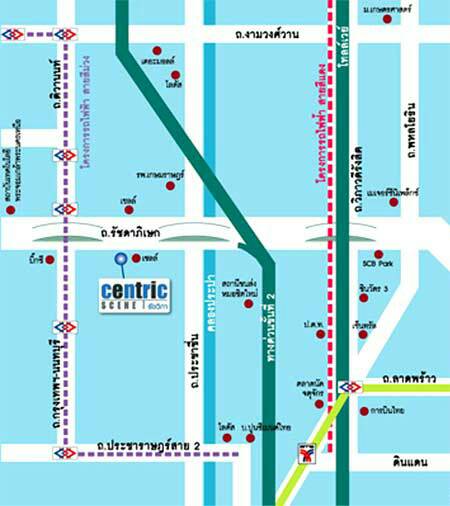 ม.เกษตรศาสตร์
ถ.งามวงศ์วาน
เดอะมอลล์
โลตัส
ถ.ติวานนท์
โครงการรถไฟฟ้า สายสีม่วง
โครงการรถไฟฟ้า สายสีแดง
โทลล์เวย์
ถ.วิภาวดีรังสิต
ถ.พหลโยธิน
สถาบันเทคโนโลยี
พระจอมเกล้าพระนครเหนือ
รพ.เกษมราษฎร์
เชลล์
เมเจอร์รัชโยธิน
ถ.รัชดาภิเษก
บิ๊กซี
เชลล์
centric
SCENE | รัชวิภา
คลองประปา
สถานีขนส่ง
หมอชิตใหม่
ทางด่วนขั้นที่ 2
SCB Park
ชินวัตร 3
ป.ต.ท.
เซ็นทรัล
ถ.กรุงเทพฯ-นนทบุรี
ถ.ประชาชื่น
ตลาดนัด
จตุจักร
ถ.ลาดพร้าว
การบินไทย
ถ.ประชาราษฎร์สาย 2
โลตัส
บ.ปูนซิเมนต์ไทย
ดินแดน